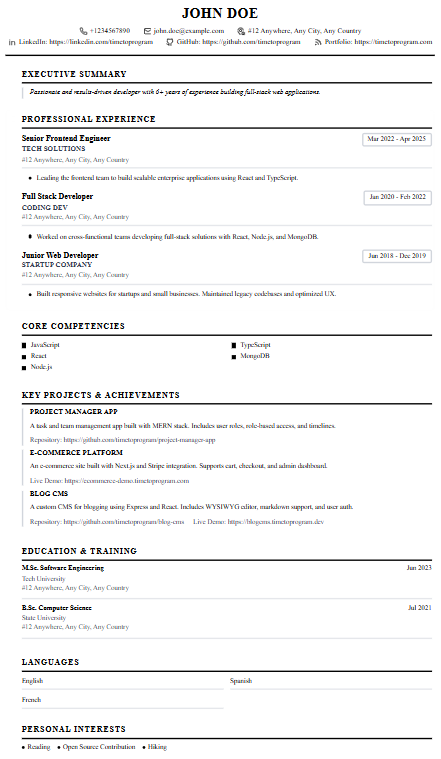 JOHN DOE
+1234567890 john.doe@example.com #12 Anywhere, Any City, Any Country
LinkedIn: https://linkedin.com/timetoprogram GitHub: https://github.com/timetoprogram Portfolio: https://timetoprogram.com
EXECUTIVE SUMMARY
Passionate and results-driven developer with 6+ years of experience building full-stack web applications.
PROFESSIONAL EXPERIENCE
Senior Frontend Engineer Mar 2022 - Apr 2025
TECH SOLUTIONS
#12 Anywhere, Any City, Any Country
• Leading the frontend team to build scalable enterprise applications using React and TypeScript.
Full Stack Developer Jan 2020 - Feb 2022
CODING DEV
#12 Anywhere, Any City, Any Country
• Worked on cross-functional teams developing full-stack solutions with React, Node.js, and MongoDB.
Junior Web Developer Jun 2018 - Dec 2019
STARTUP COMPANY
#12 Anywhere, Any City, Any Country
• Built responsive websites for startups and small businesses. Maintained legacy codebases and optimized UX.
CORE COMPETENCIES
■ JavaScript ■ TypeScript
■ React ■ MongoDB
■ Node.js
KEY PROJECTS & ACHIEVEMENTS
PROJECT MANAGER APP
A task and team management app built with MERN stack. Includes user roles, role-based access, and timelines.
Repository: https://github.com/timetoprogram/project-manager-app
E-COMMERCE PLATFORM
An e-commerce site built with Next.js and Stripe integration. Supports cart, checkout, and admin dashboard.
Live Demo: https://ecommerce-demo.timetoprogram.com
BLOG CMS
A custom CMS for blogging using Express and React. Includes WYSIWYG editor, markdown support, and user auth.
Repository: https://github.com/timetoprogram/blog-cms Live Demo: https://blogcms.timetoprogram.dev
EDUCATION & TRAINING
M.Sc. Software Engineering Jun 2023
Tech University
#12 Anywhere, Any City, Any Country
B.Sc. Computer Science Jul 2021
State University
#12 Anywhere, Any City, Any Country
LANGUAGES
English Spanish
French
PERSONAL INTERESTS
• Reading • Open Source Contribution • Hiking